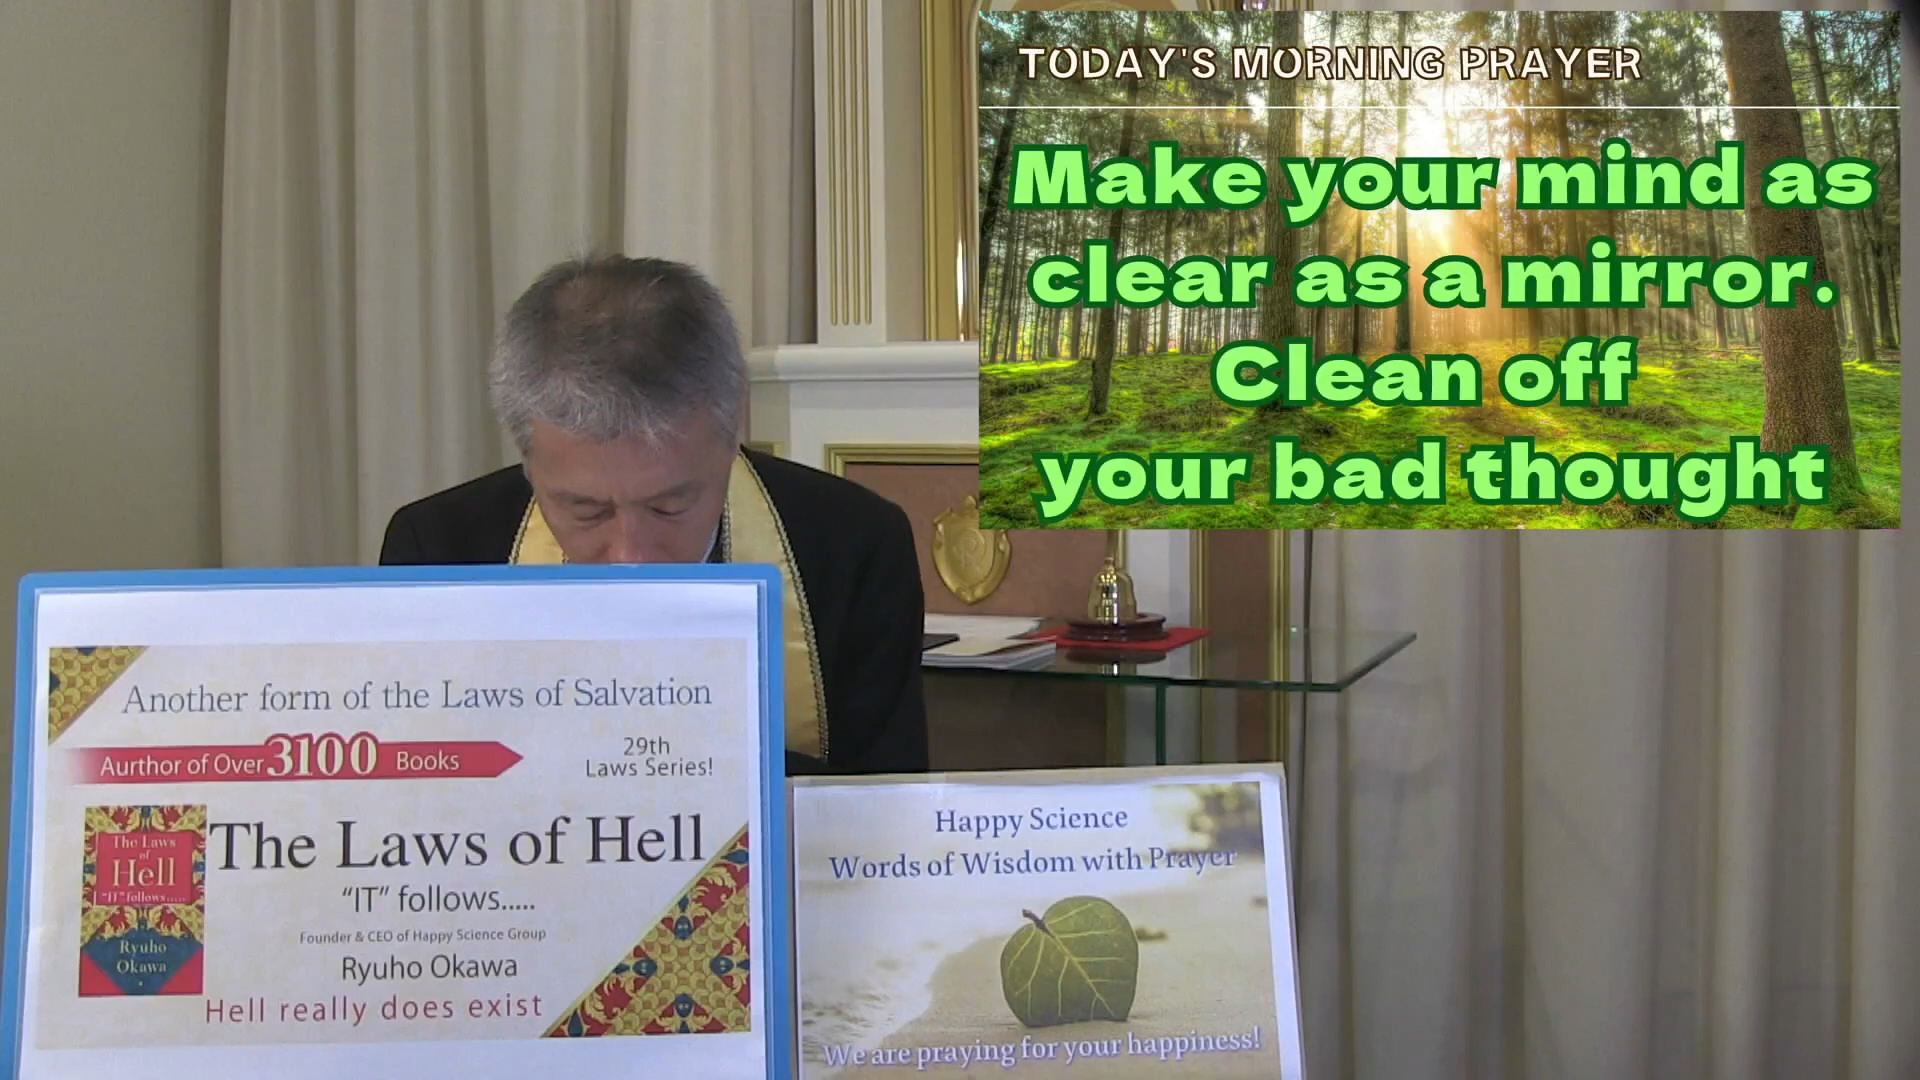 TODAY'S MORNING PRAYER
Make your mind as
clear as a mirror.
Clean off
your bad thought
Another form of the Laws of Salvation
Aurthor of Over 3100 Books
29th
Laws Series!
The Laws of Hell
"IT" follows.....
Founder & CEO of Happy Science Group
Ryuho Okawa
Hell really does exist
The Laws
of
Hell
"IT" follows.....
Ryuho
Okawa
Happy Science
Words of Wisdom with Prayer
We are praying for your happiness!